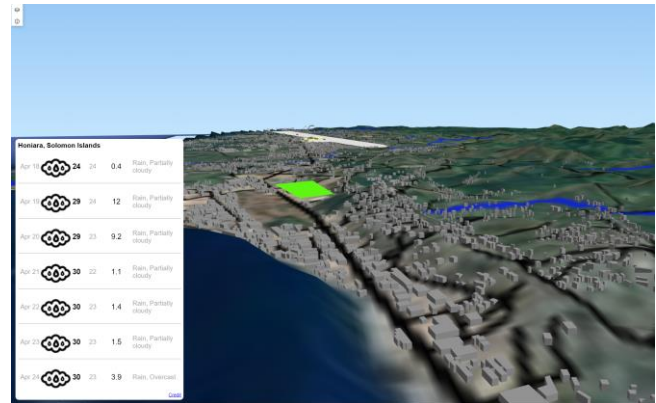 Honiara, Solomon Islands
Apr 18 24 24 0.4 Rain, Partially
cloudy
Apr 19 29 24 12 Rain, Partially
cloudy
Apr 20 29 23 9.2 Rain, Partially
cloudy
Apr 21 30 22 1.1 Rain, Partially
cloudy
Apr 22 30 23 1.4 Rain, Partially
cloudy
Apr 23 30 23 1.5 Rain, Partially
cloudy
Apr 24 30 23 3.9 Rain, Overcast
Credit